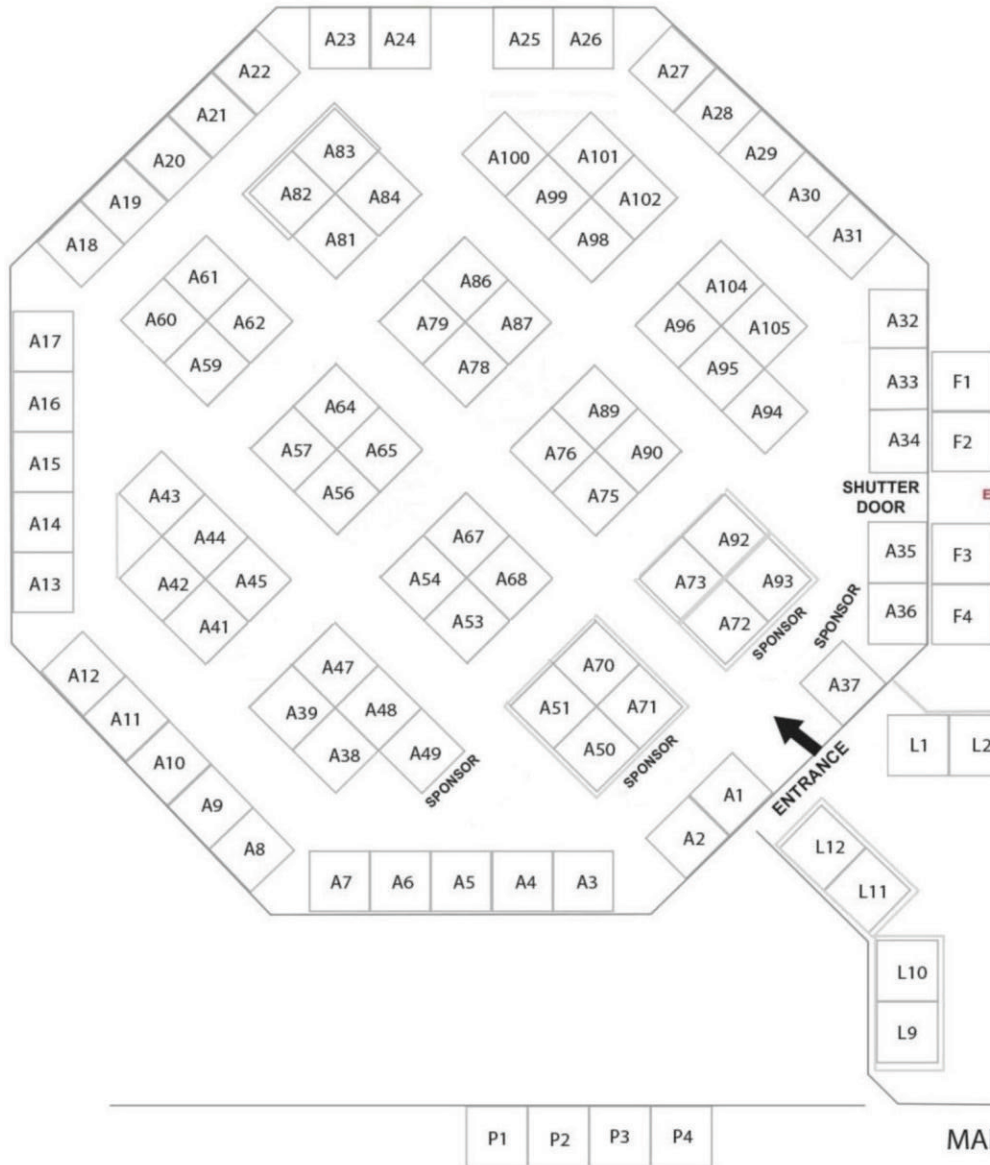 A23 A24 A25 A26
A22 A27
A21 A28
A20 A29
A19 A30
A18 A31
A83 A100 A101
A82 A84 A99 A102
A81 A98
A61 A86 A104
A60 A62 A79 A87 A96 A105
A59 A78 A95
A94
A17 A32
A16 A33 F1
A15 A34 F2
A14 SHUTTER
DOOR
A13 A35 F3
A36 F4
A64 A89
A57 A65 A76 A90
A56 A75
A43
A44 A67 A92
A42 A45 A54 A68 A73 A93
A41 A53 A72
SPONSOR
SPONSOR
A12 A47 A70 A37
A11 A39 A48 A51 A71
A10 A38 A49 A50
SPONSOR
SPONSOR
L1 L2
ENTRANCE
A9 A1
A8 A2
L12
L11
A7 A6 A5 A4 A3
L10
L9
P1 P2 P3 P4